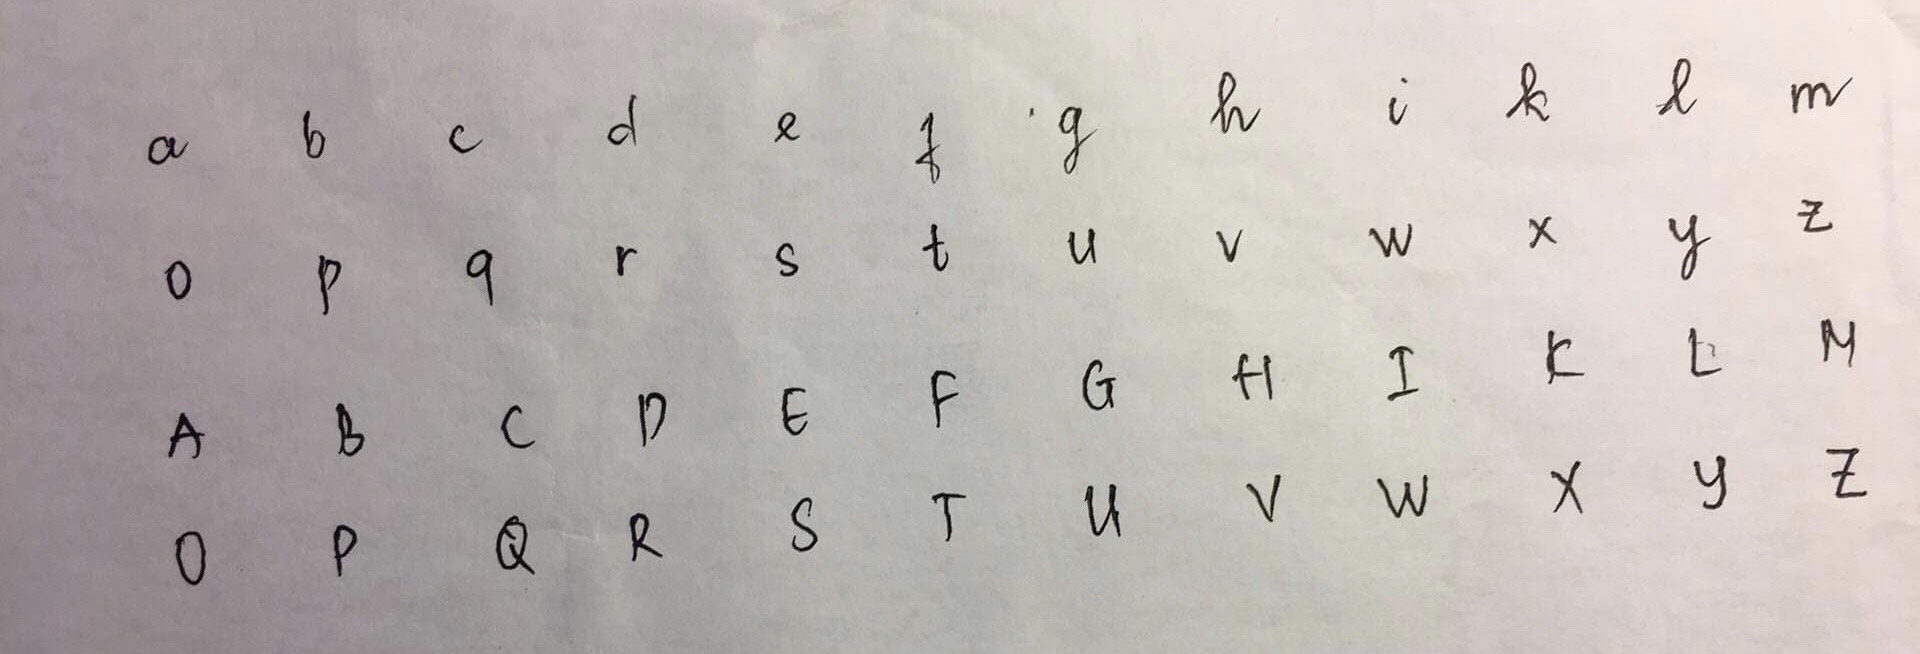 a b c d e f g h i k l m
o p q r s t u v w x y z
A B C D E F G H I K L M
O P Q R S T U V W X Y Z